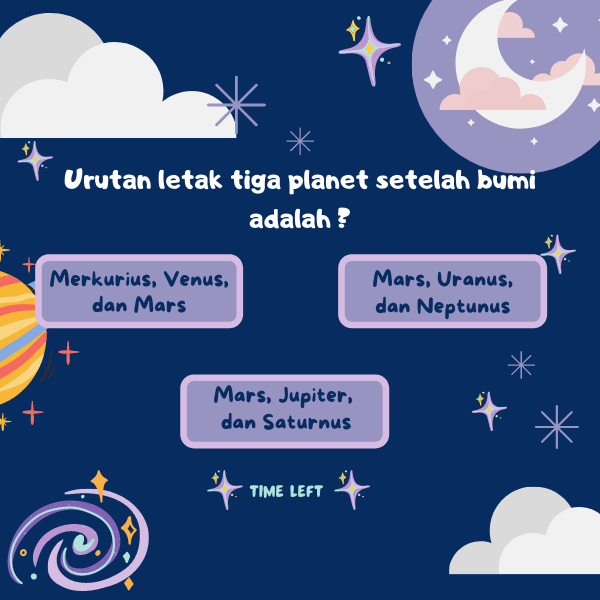 Urutan letak tiga planet setelah bumi
adalah ?
Merkurius, Venus,
dan Mars
Mars, Uranus,
dan Neptunus
Mars, Jupiter,
dan Saturnus
TIME LEFT